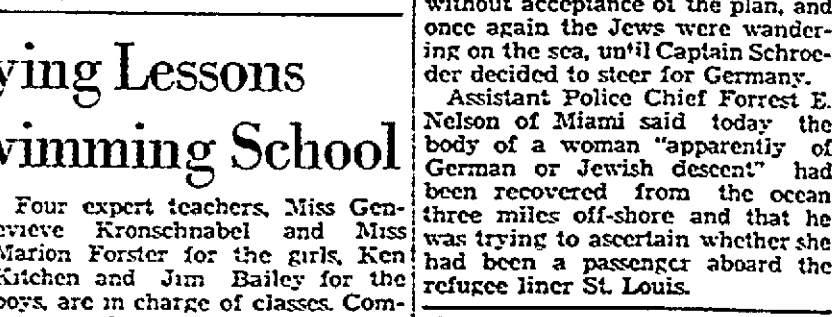 ying Lessons
wimming School
Four expert teachers, Miss Gen-
evieve Kronschnabel and Miss
Marion Forster for the girls, Ken
Kitchen and Jim Bailey for the
boys, are in charge of classes. Com-
without acceptance of the plan, and
once again the Jews were wander-
ing on the sea, until Captain Schroe-
der decided to steer for Germany.
Assistant Police Chief Forrest E.
Nelson of Miami said today the
body of a woman "apparently of
German or Jewish descent" had
been recovered from the ocean
three miles off-shore and that he
was trying to ascertain whether she
had been a passenger aboard the
refugee liner St. Louis.